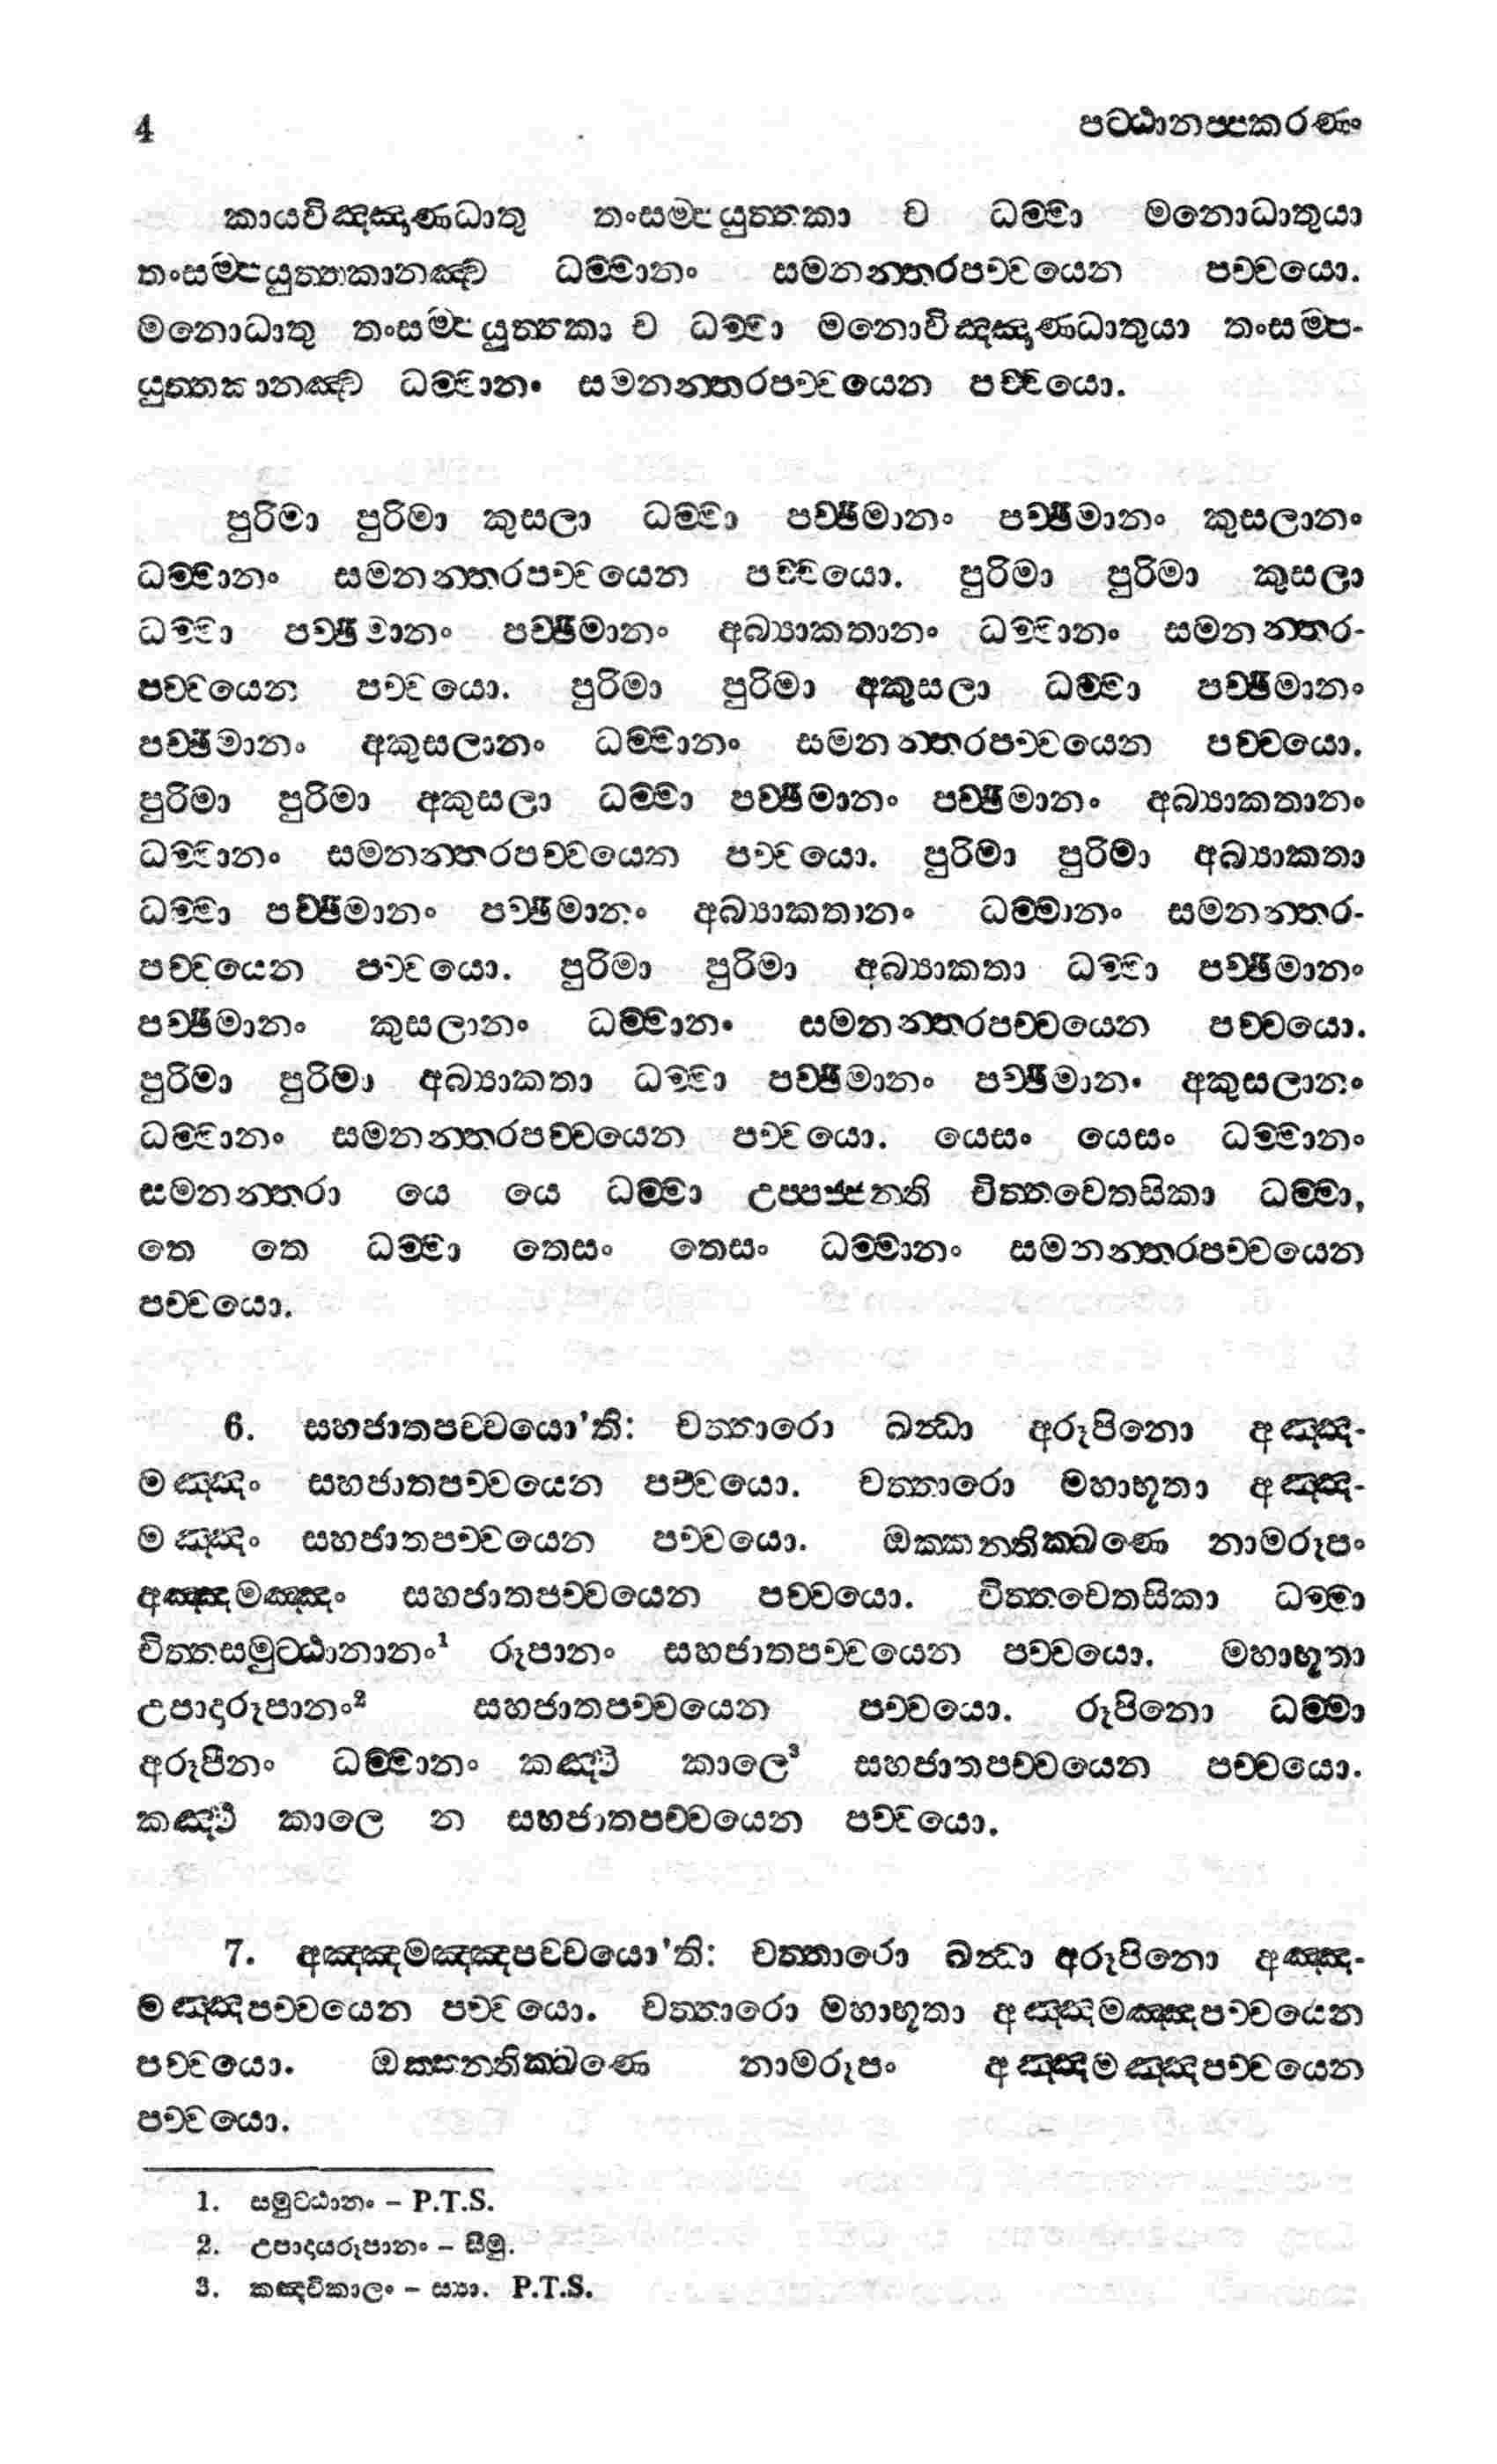 4 පට්ඨානප්පකරණං
කායවිඤ්ඤාණධාතු තංසම්පයුත්තකා ච ධම්මා මනොධාතුයා
තංසම්පයුත්තකානඤ්ච ධම්මානං සමනන්තරපච්චයෙන පච්චයො.
මනොධාතු තංසම්පයුත්තකා ච ධම්මා මනොවිඤ්ඤාණධාතුයා තංසම්ප-
යුත්තකානඤ්ච ධම්මානං සමනන්තරපච්චයෙන පච්චයො.
පුරිමා පුරිමා කුසලා ධම්මා පච්ඡිමානං පච්ඡිමානං කුසලානං
ධම්මානං සමනන්තරපච්චයෙන පච්චයො. පුරිමා පුරිමා කුසලා
ධම්මා පච්ඡිමානං පච්ඡිමානං අබ්‍යාකතානං ධම්මානං සමනන්තර-
පච්චයෙන පච්චයො. පුරිමා පුරිමා අකුසලා ධම්මා පච්ඡිමානං
පච්ඡිමානං අකුසලානං ධම්මානං සමනන්තරපච්චයෙන පච්චයො.
පුරිමා පුරිමා අකුසලා ධම්මා පච්ඡිමානං පච්ඡිමානං අබ්‍යාකතානං
ධම්මානං සමනන්තරපච්චයෙන පච්චයො. පුරිමා පුරිමා අබ්‍යාකතා
ධම්මා පච්ඡිමානං පච්ඡිමානං අබ්‍යාකතානං ධම්මානං සමනන්තර-
පච්චයෙන පච්චයො. පුරිමා පුරිමා අබ්‍යාකතා ධම්මා පච්ඡිමානං
පච්ඡිමානං කුසලානං ධම්මානං සමනන්තරපච්චයෙන පච්චයො.
පුරිමා පුරිමා අබ්‍යාකතා ධම්මා පච්ඡිමානං පච්ඡිමානං අකුසලානං
ධම්මානං සමනන්තරපච්චයෙන පච්චයො. යෙසං යෙසං ධම්මානං
සමනන්තරා යෙ යෙ ධම්මා උප්පජ්ජන්ති චිත්තචෙතසිකා ධම්මා,
තෙ තෙ ධම්මා තෙසං තෙසං ධම්මානං සමනන්තරපච්චයෙන
පච්චයො.
6. සහජාතපච්චයො'ති: චත්තාරො ඛන්ධා අරූපිනො අඤ්ඤ-
මඤ්ඤං සහජාතපච්චයෙන පච්චයො. චත්තාරො මහාභූතා අඤ්ඤ-
මඤ්ඤං සහජාතපච්චයෙන පච්චයො. ඔක්කන්තික්ඛණෙ නාමරූපං
අඤ්ඤමඤ්ඤං සහජාතපච්චයෙන පච්චයො. චිත්තචෙතසිකා ධම්මා
චිත්තසමුට්ඨානානං¹ රූපානං සහජාතපච්චයෙන පච්චයො. මහාභූතා
උපාදාරූපානං² සහජාතපච්චයෙන පච්චයො. රූපිනො ධම්මා
අරූපීනං ධම්මානං කඤ්චි කාලෙ³ සහජාතපච්චයෙන පච්චයො.
කඤ්චි කාලෙ න සහජාතපච්චයෙන පච්චයො.
7. අඤ්ඤමඤ්ඤපච්චයො'ති: චත්තාරො ඛන්ධා අරූපිනො අඤ්ඤ-
මඤ්ඤපච්චයෙන පච්චයො. චත්තාරො මහාභූතා අඤ්ඤමඤ්ඤපච්චයෙන
පච්චයො. ඔක්කන්තික්ඛණෙ නාමරූපං අඤ්ඤමඤ්ඤපච්චයෙන
පච්චයො.
1. සමුට්ඨානං – P.T.S.
2. උපාදායරූපානං – සීමු.
3. කඤ්චිකාලං – ස්‍යා. P.T.S.